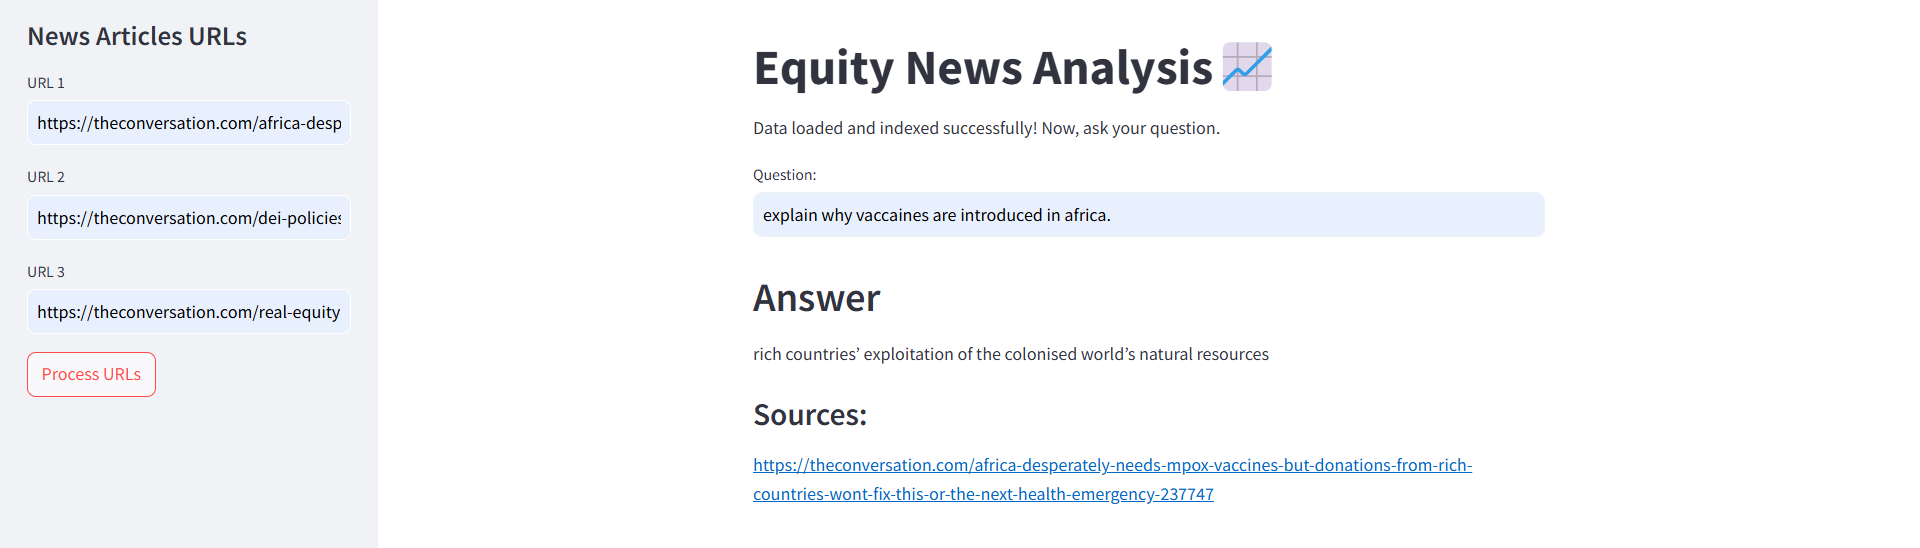 News Articles URLs
URL 1
https://theconversation.com/africa-desp
URL 2
https://theconversation.com/dei-policies
URL 3
https://theconversation.com/real-equity
Process URLs
Equity News Analysis
Data loaded and indexed successfully! Now, ask your question.
Question:
explain why vaccaines are introduced in africa.
Answer
rich countries’ exploitation of the colonised world’s natural resources
Sources:
https://theconversation.com/africa-desperately-needs-mpox-vaccines-but-donations-from-rich-
countries-wont-fix-this-or-the-next-health-emergency-237747